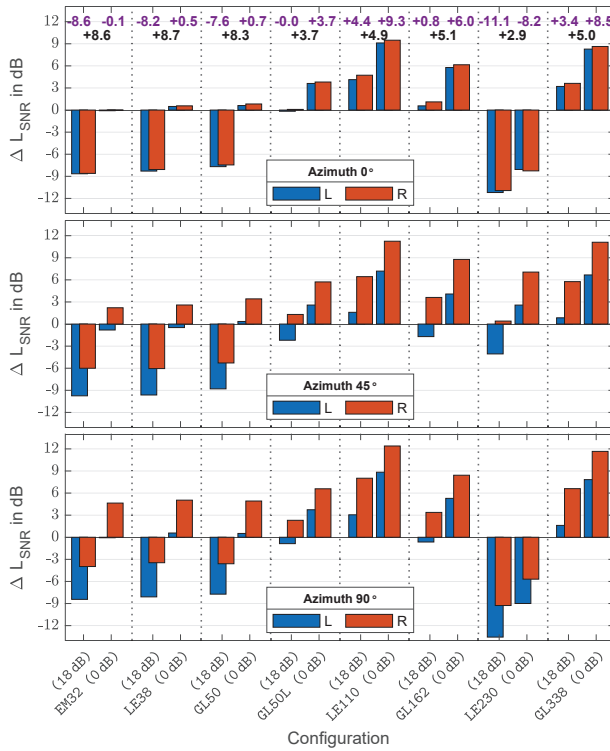 -8.6 -0.1 -8.2 +0.5 -7.6 +0.7 -0.0 +3.7 +4.4 +9.3 +0.8 +6.0 -11.1 -8.2 +3.4 +8.5
+8.6 +8.7 +8.3 +3.7 +4.9 +5.1 +2.9 +5.0
12
9
6
3
0
-3
-6
-9
-12
Δ L_SNR in dB
Azimuth 0°
L R
12
9
6
3
0
-3
-6
-9
-12
Δ L_SNR in dB
Azimuth 45°
L R
12
9
6
3
0
-3
-6
-9
-12
Δ L_SNR in dB
Azimuth 90°
L R
(18 dB)
EM32 (0 dB)
(18 dB)
LE38 (0 dB)
(18 dB)
GL50 (0 dB)
(18 dB)
GL50L (0 dB)
(18 dB)
LE110 (0 dB)
(18 dB)
GL162 (0 dB)
(18 dB)
LE230 (0 dB)
(18 dB)
GL338 (0 dB)
Configuration